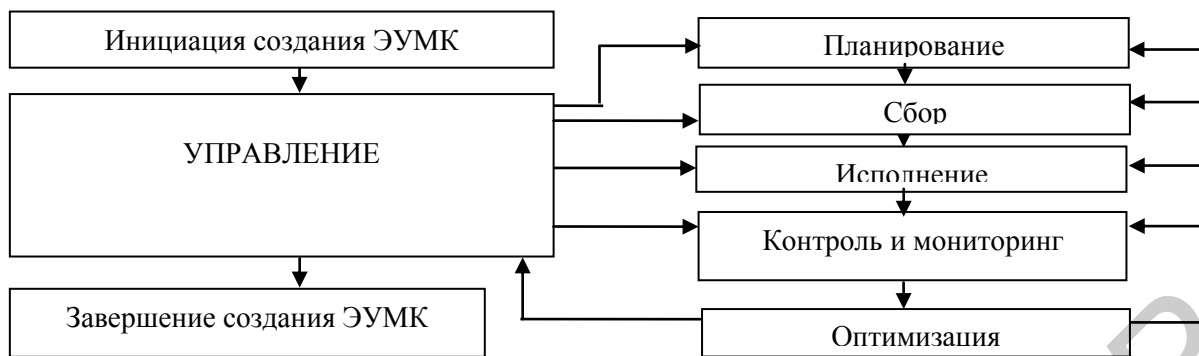 Инициация создания ЭУМК
УПРАВЛЕНИЕ
Завершение создания ЭУМК
Планирование
Сбор
Исполнение
Контроль и мониторинг
Оптимизация